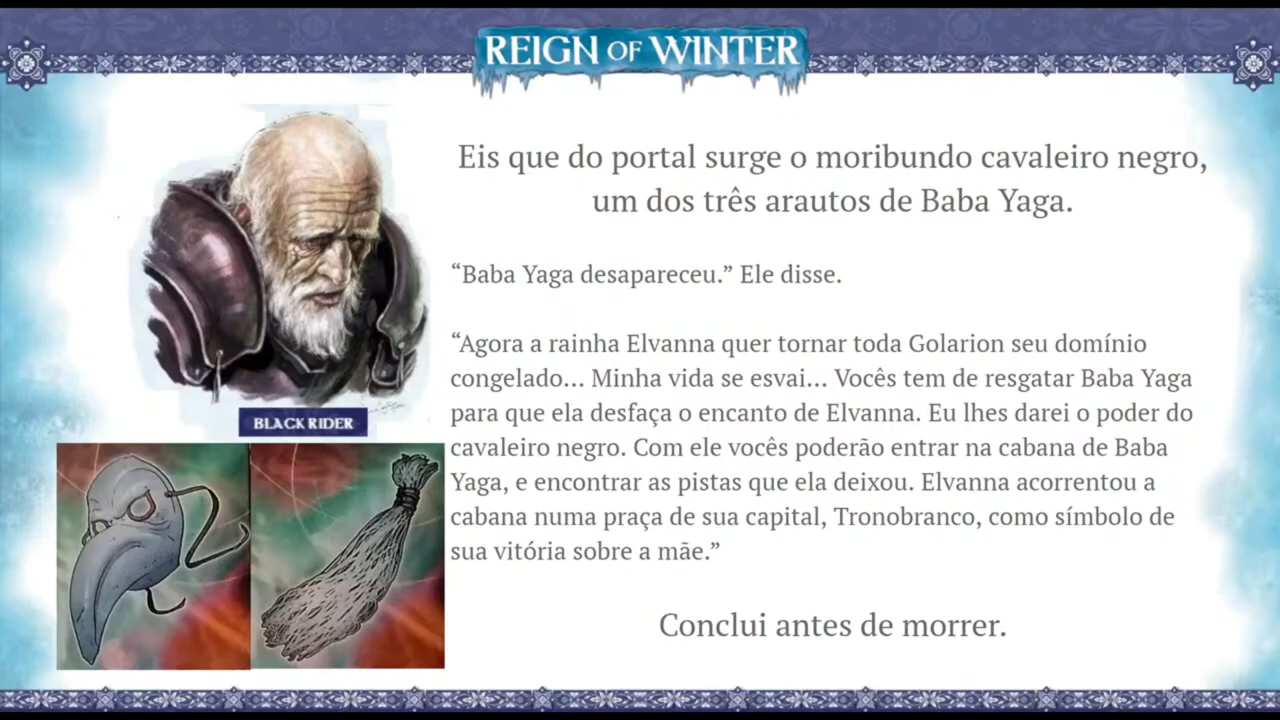 REIGN OF WINTER
Eis que do portal surge o moribundo cavaleiro negro,
um dos três arautos de Baba Yaga.
“Baba Yaga desapareceu.” Ele disse.
“Agora a rainha Elvanna quer tornar toda Golarion seu domínio
congelado... Minha vida se esvai... Vocês tem de resgatar Baba Yaga
para que ela desfaça o encanto de Elvanna. Eu lhes darei o poder do
cavaleiro negro. Com ele vocês poderão entrar na cabana de Baba
Yaga, e encontrar as pistas que ela deixou. Elvanna acorrentou a
cabana numa praça de sua capital, Tronobranco, como símbolo de
sua vitória sobre a mãe.”
BLACK RIDER
Conclui antes de morrer.